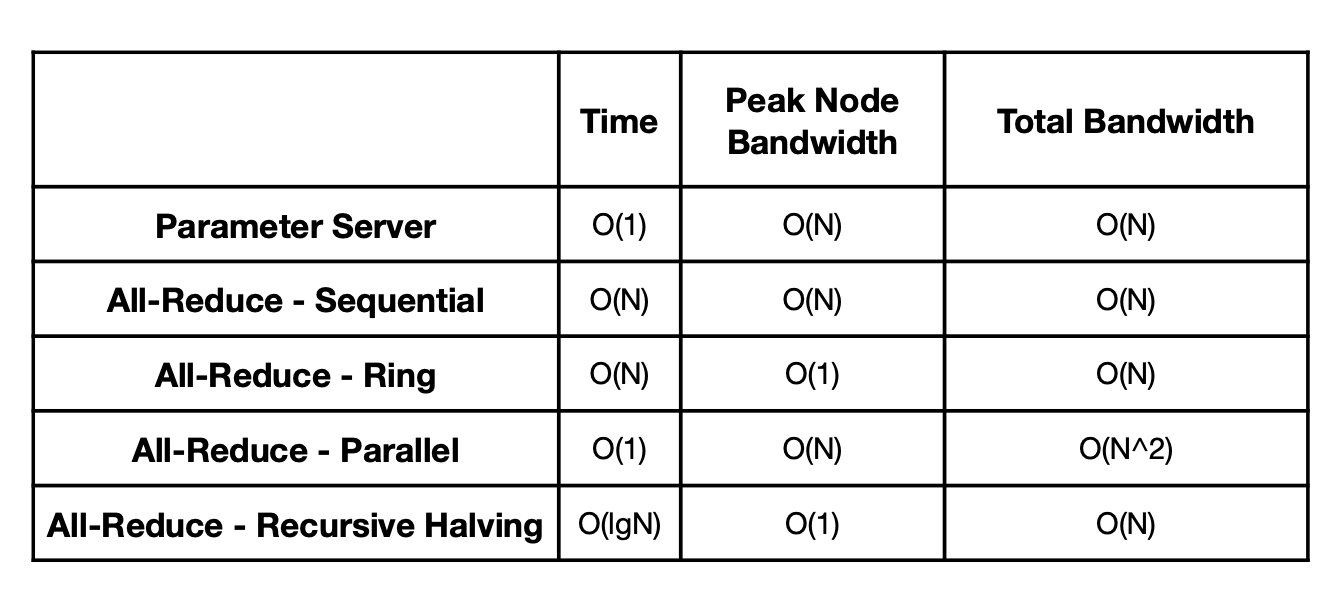 Time
Peak Node
Bandwidth
Total Bandwidth
Parameter Server O(1) O(N) O(N)
All-Reduce - Sequential O(N) O(N) O(N)
All-Reduce - Ring O(N) O(1) O(N)
All-Reduce - Parallel O(1) O(N) O(N^2)
All-Reduce - Recursive Halving O(lgN) O(1) O(N)